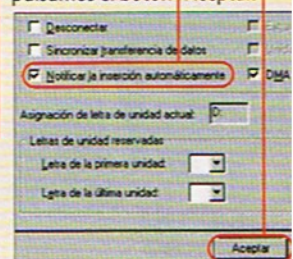 pulsamos el botón "Aceptar"
Desconectar
Sincronizar transferencia de datos
Notificar la inserción automáticamente
DMA
Asignación de letra de unidad actual: D:
Letras de unidad reservadas
Letra de la primera unidad:
Letra de la última unidad:
Aceptar